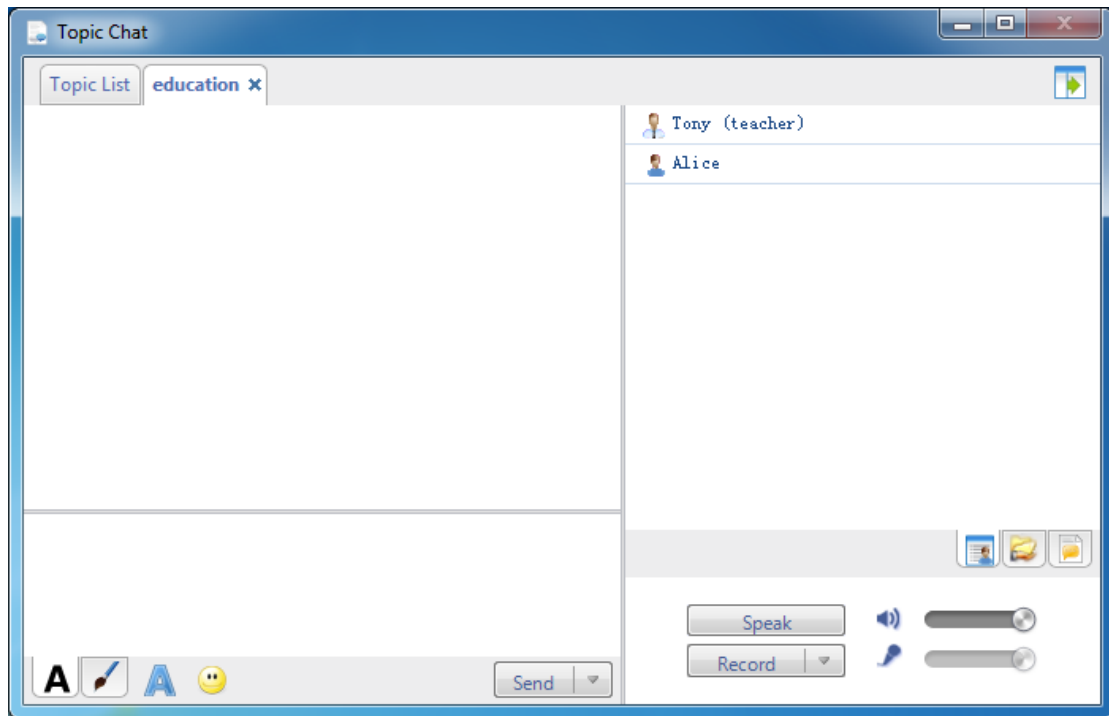 Topic Chat
Topic List education
Tony (teacher)
Alice
A A Send
Speak
Record